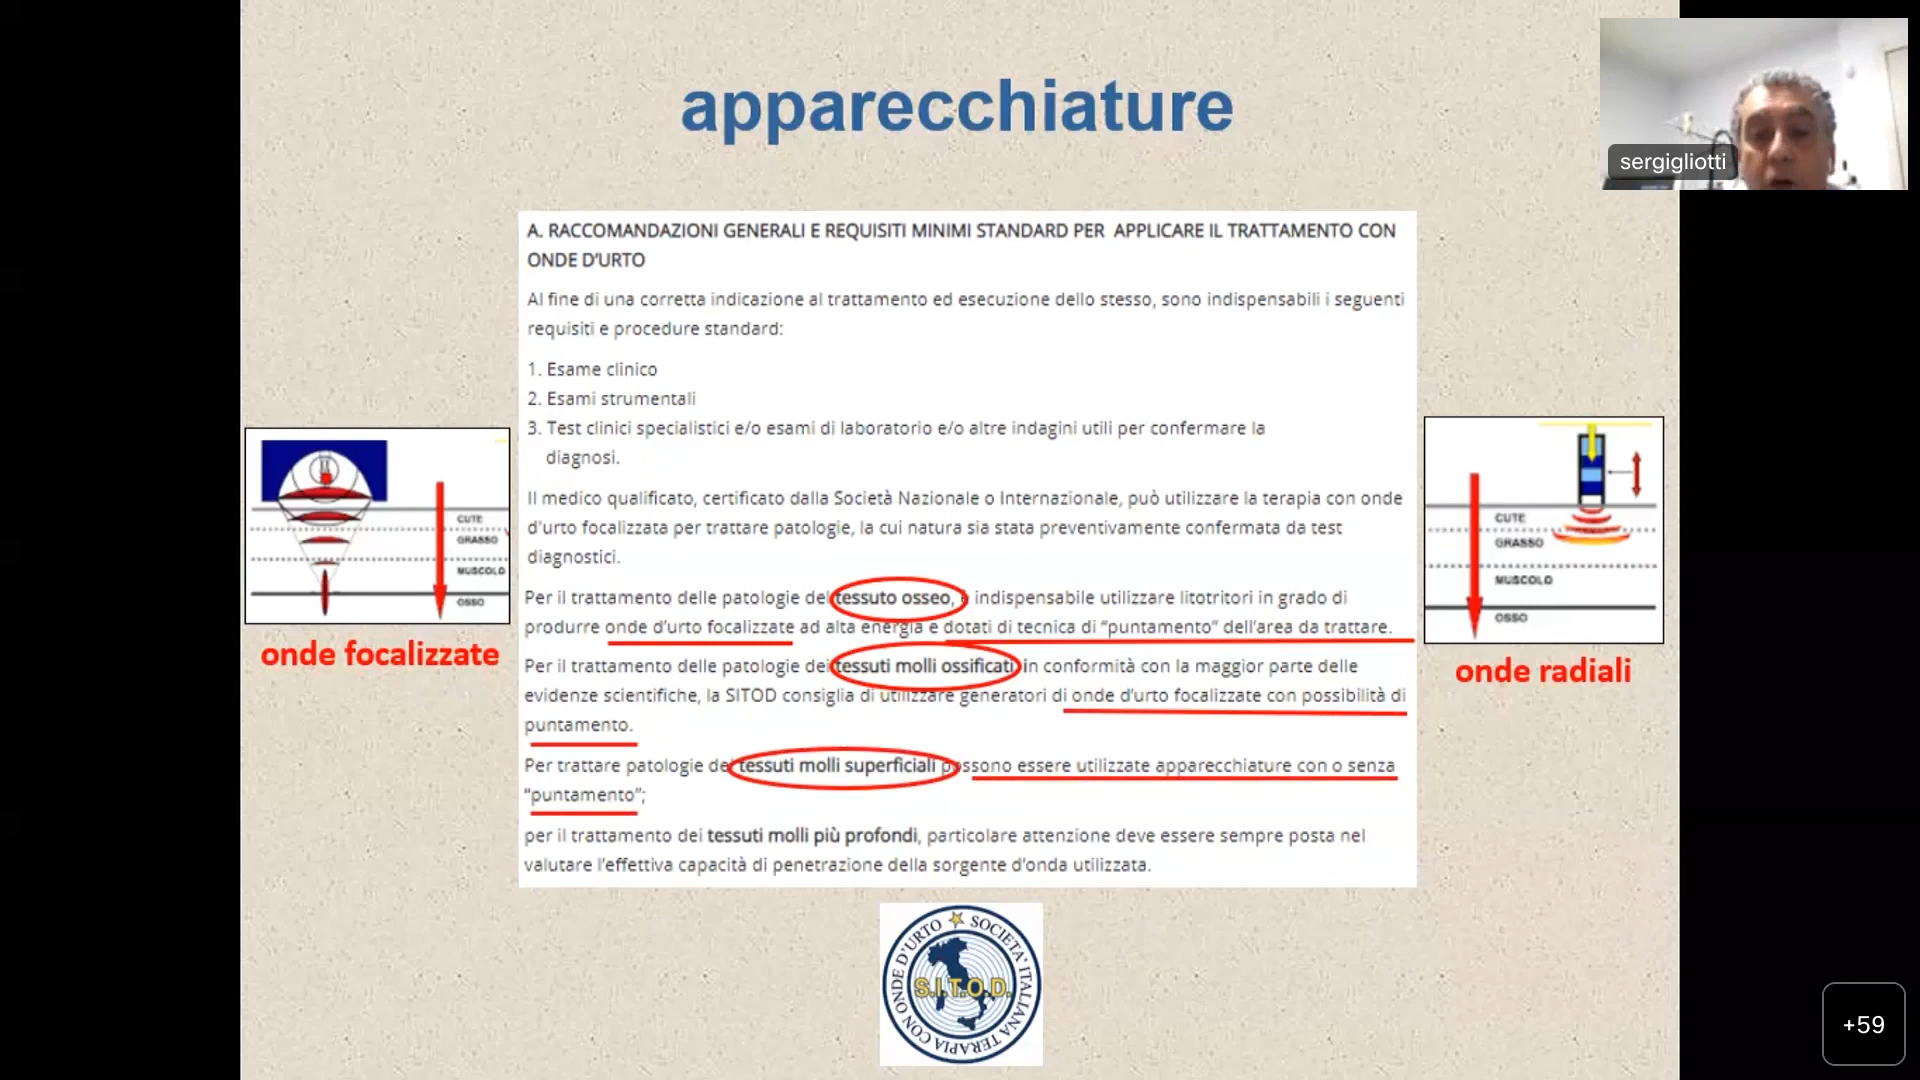 apparecchiature
sergigliotti
A. RACCOMANDAZIONI GENERALI E REQUISITI MINIMI STANDARD PER APPLICARE IL TRATTAMENTO CON
ONDE D'URTO
Al fine di una corretta indicazione al trattamento ed esecuzione dello stesso, sono indispensabili i seguenti
requisiti e procedure standard:
1. Esame clinico
2. Esami strumentali
3. Test clinici specialistici e/o esami di laboratorio e/o altre indagini utili per confermare la
diagnosi.
Il medico qualificato, certificato dalla Società Nazionale o Internazionale, può utilizzare la terapia con onde
d'urto focalizzata per trattare patologie, la cui natura sia stata preventivamente confermata da test
diagnostici.
Per il trattamento delle patologie del tessuto osseo, è indispensabile utilizzare litotritori in grado di
produrre onde d'urto focalizzate ad alta energia e dotati di tecnica di "puntamento" dell'area da trattare.
Per il trattamento delle patologie dei tessuti molli ossificati in conformità con la maggior parte delle
evidenze scientifiche, la SITOD consiglia di utilizzare generatori di onde d'urto focalizzate con possibilità di
puntamento.
Per trattare patologie dei tessuti molli superficiali possono essere utilizzate apparecchiature con o senza
"puntamento";
per il trattamento dei tessuti molli più profondi, particolare attenzione deve essere sempre posta nel
valutare l'effettiva capacità di penetrazione della sorgente d'onda utilizzata.
CUTE
GRASSO
MUSCOLO
OSSO
onde focalizzate
CUTE
GRASSO
MUSCOLO
OSSO
onde radiali
SOCIETA' ITALIANA TERAPIA CON ONDE D'URTO
S.I.T.O.D.
+59